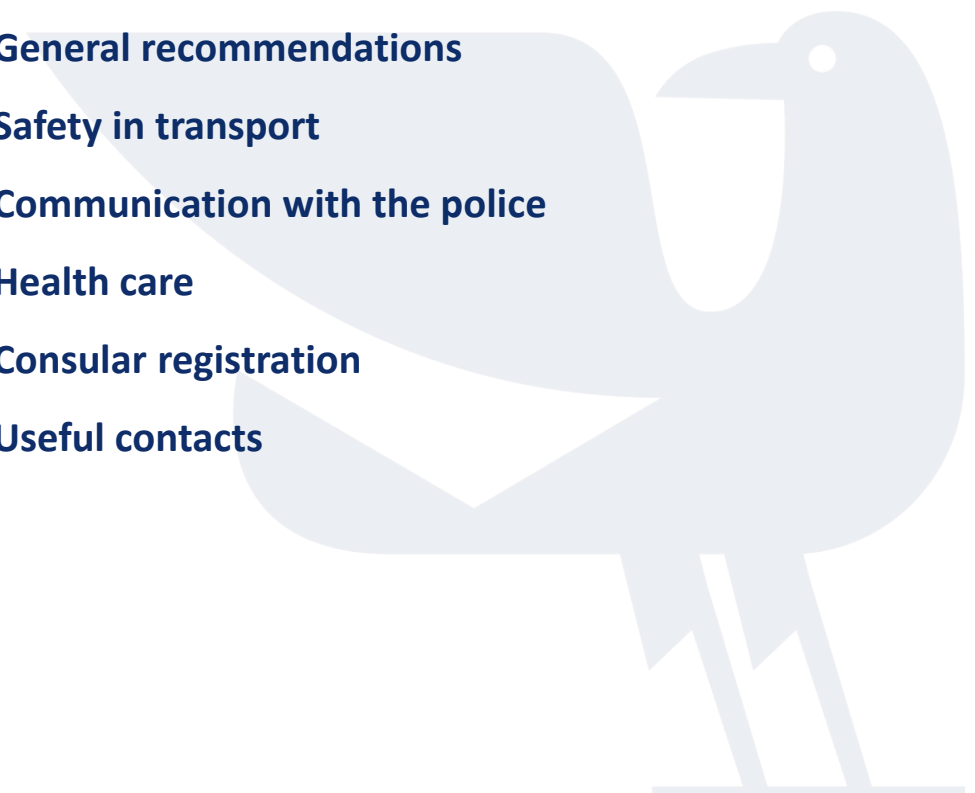 General recommendations
Safety in transport
Communication with the police
Health care
Consular registration
Useful contacts